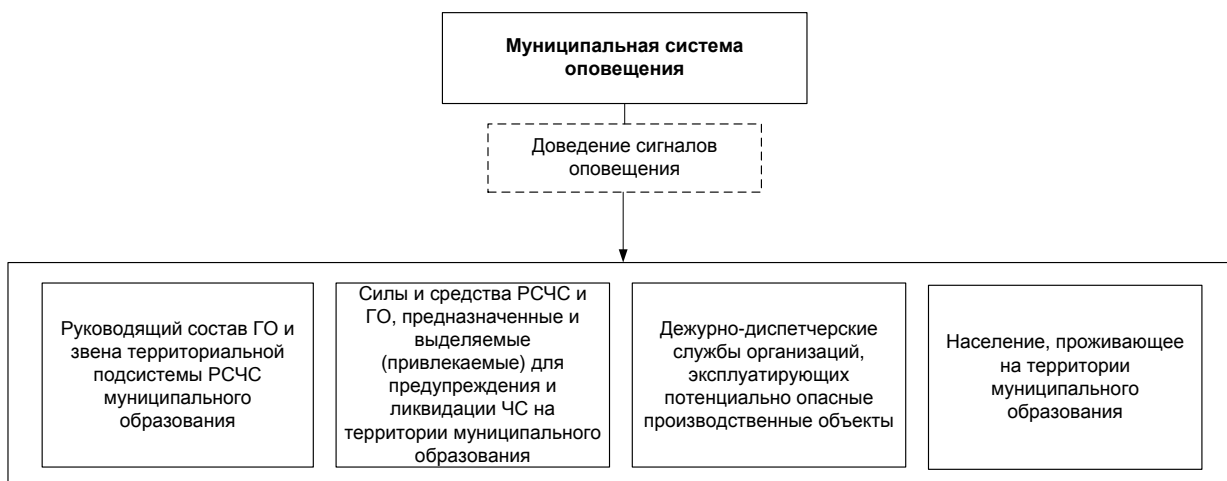 Муниципальная система
оповещения
Доведение сигналов
оповещения
Руководящий состав ГО и
звена территориальной
подсистемы РСЧС
муниципального
образования
Силы и средства РСЧС и
ГО, предназначенные и
выделяемые
(привлекаемые) для
предупреждения и
ликвидации ЧС на
территории муниципального
образования
Дежурно-диспетчерские
службы организаций,
эксплуатирующих
потенциально опасные
производственные объекты
Население, проживающее
на территории
муниципального
образования